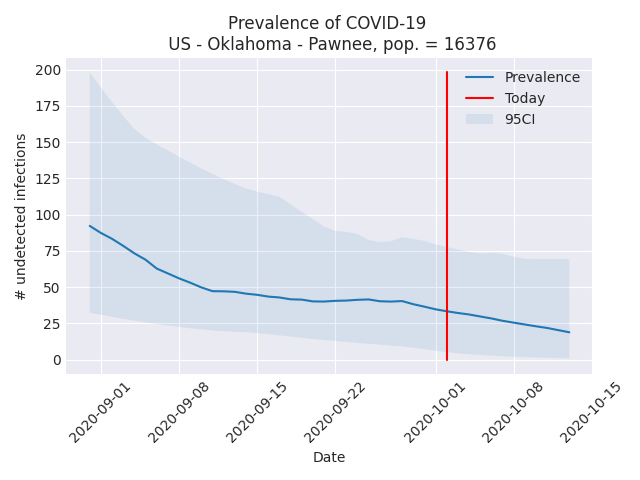 Prevalence of COVID-19
US - Oklahoma - Pawnee, pop. = 16376
200
175
150
125
100
75
50
25
0
# undetected infections
Prevalence
Today
95CI
2020-09-01
2020-09-08
2020-09-15
2020-09-22
2020-10-01
2020-10-08
2020-10-15
Date